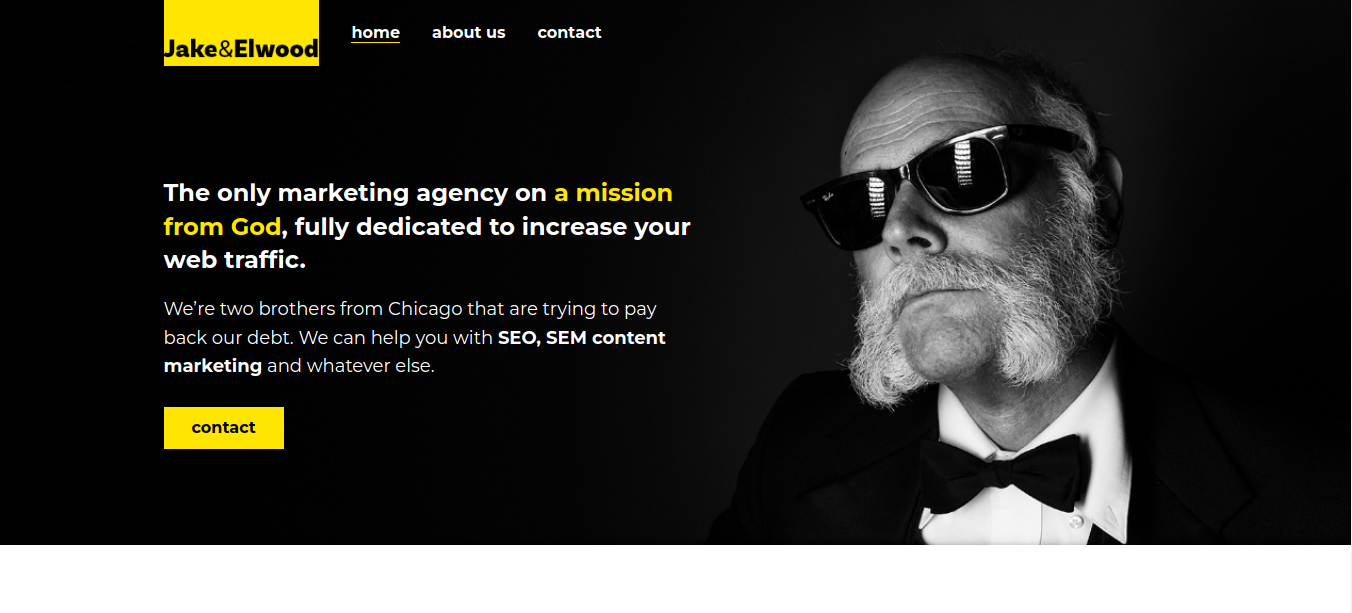 Jake&Elwood
home
about us
contact
The only marketing agency on a mission
from God, fully dedicated to increase your
web traffic.
We're two brothers from Chicago that are trying to pay
back our debt. We can help you with SEO, SEM content
marketing and whatever else.
contact
Ray-Ban